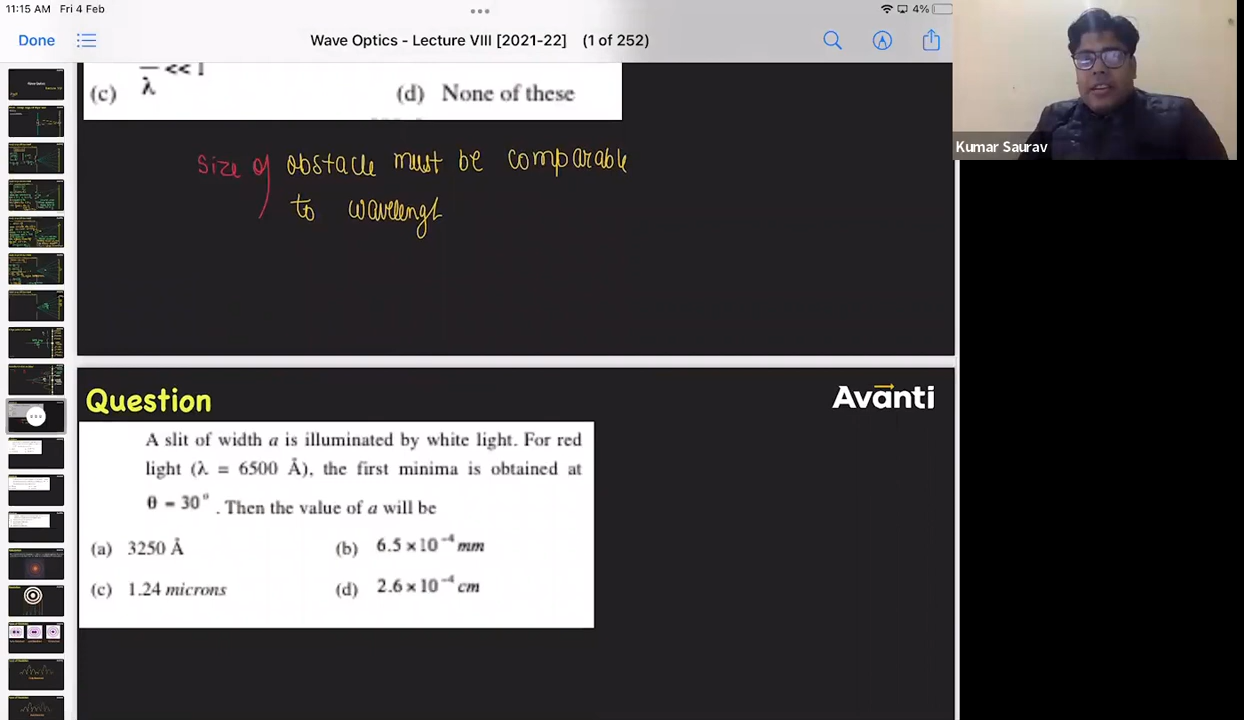 11:15 AM Fri 4 Feb
4%
Done
Wave Optics - Lecture VIII [2021-22] (1 of 252)
Kumar Saurav
λ << 1
(c)
(d) None of these
Size of obstacle must be comparable
to wavelengt
Question
Avanti
A slit of width a is illuminated by white light. For red
light (λ = 6500 Å), the first minima is obtained at
θ = 30°. Then the value of a will be
(a) 3250 Å
(b) 6.5 × 10⁻⁴ mm
(c) 1.24 microns
(d) 2.6 × 10⁻⁴ cm